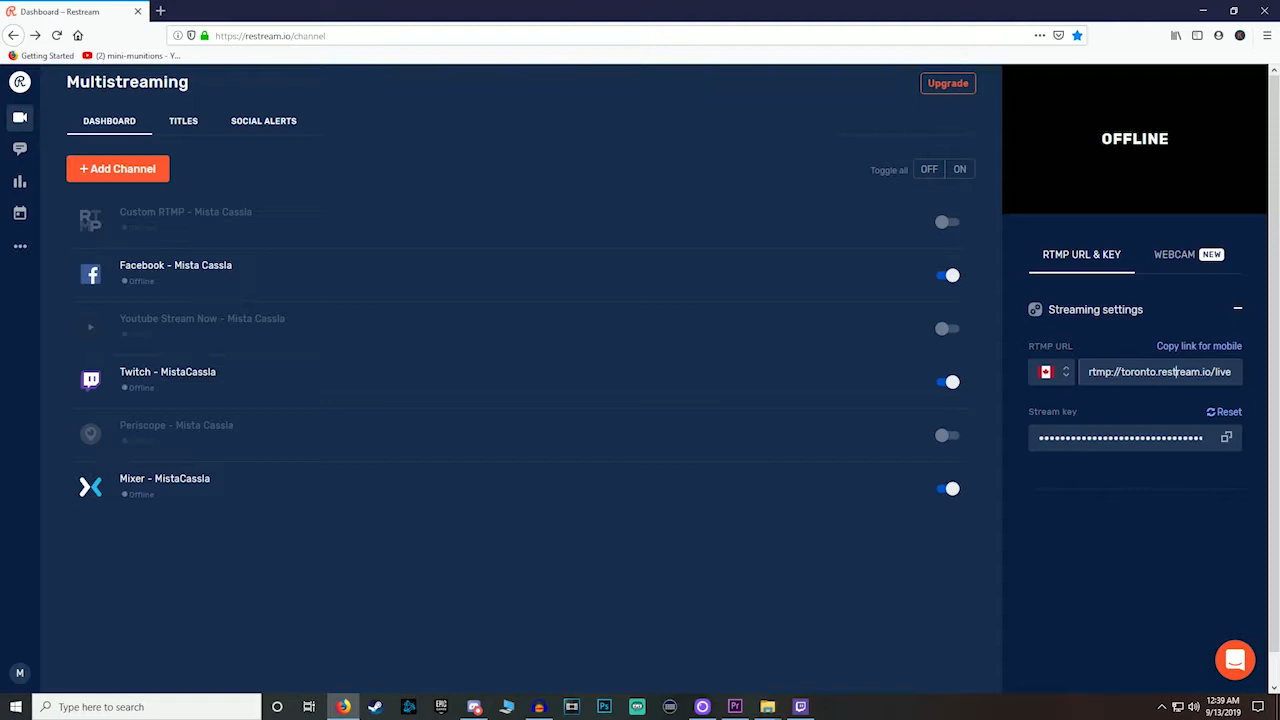 Dashboard – Restream
https://restream.io/channel
Getting Started
(2) mini-munitions - Y...
Multistreaming
Upgrade
DASHBOARD
TITLES
SOCIAL ALERTS
+ Add Channel
Toggle all
OFF
ON
Custom RTMP - Mista Cassla
Facebook - Mista Cassla
Offline
Youtube Stream Now - Mista Cassla
Twitch - MistaCassla
Offline
Periscope - Mista Cassla
Mixer - MistaCassla
Offline
OFFLINE
RTMP URL & KEY
WEBCAM NEW
Streaming settings
RTMP URL
Copy link for mobile
rtmp://toronto.restream.io/live
Stream key
Reset
M
Type here to search
12:39 AM
9/13/2019